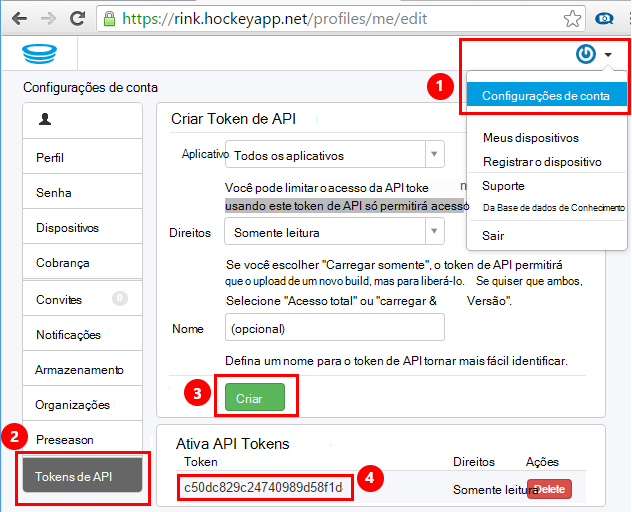 https://rink.hockeyapp.net/profiles/me/edit
1
Configurações de conta
Configurações de conta
Meus dispositivos
Registrar o dispositivo
Suporte
Da Base de dados de Conhecimento
Sair
Perfil
Senha
Dispositivos
Cobrança
Convites 0
Notificações
Armazenamento
Organizações
Preseason
2
Tokens de API
Criar Token de API
Aplicativo Todos os aplicativos
Você pode limitar o acesso da API toke n
usando este token de API só permitirá acesso
Direitos Somente leitura
Se você escolher "Carregar somente", o token de API permitirá
que o upload de um novo build, mas para liberá-lo. Se quiser que ambos,
Selecione "Acesso total" ou "carregar & Versão".
Nome (opcional)
Defina um nome para o token de API tornar mais fácil identificar.
3
Criar
Ativa API Tokens
Token Direitos Ações
c50dc829c24740989d58f1d 4 Somente leitura Delete